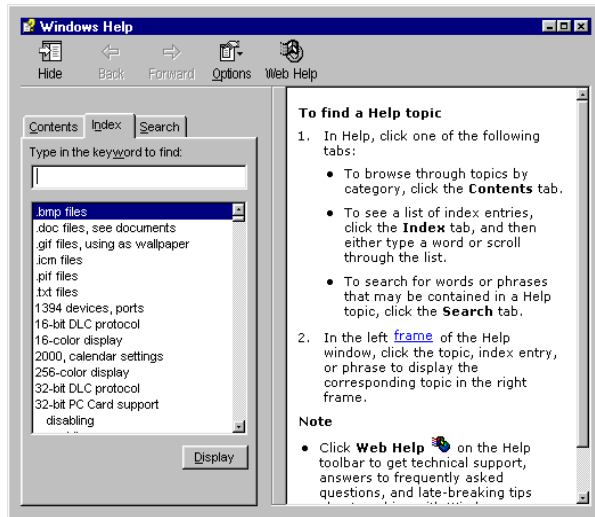 Windows Help
Hide Back Forward Options Web Help
Contents Index Search
Type in the keyword to find:
.bmp files
.doc files, see documents
.gif files, using as wallpaper
.icm files
.pif files
.txt files
1394 devices, ports
16-bit DLC protocol
16-color display
2000, calendar settings
256-color display
32-bit DLC protocol
32-bit PC Card support
disabling
Display
To find a Help topic
1. In Help, click one of the following
tabs:
• To browse through topics by
category, click the Contents tab.
• To see a list of index entries,
click the Index tab, and then
either type a word or scroll
through the list.
• To search for words or phrases
that may be contained in a Help
topic, click the Search tab.
2. In the left frame of the Help
window, click the topic, index entry,
or phrase to display the
corresponding topic in the right
frame.
Note
• Click Web Help on the Help
toolbar to get technical support,
answers to frequently asked
questions, and late-breaking tips